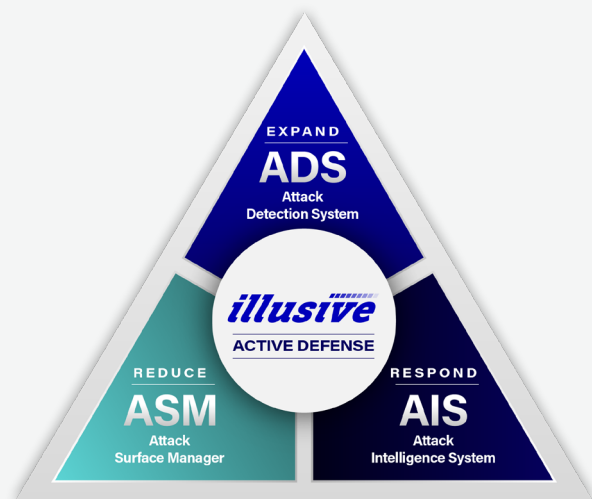 EXPAND
ADS
Attack
Detection System
illusive
ACTIVE DEFENSE
REDUCE
ASM
Attack
Surface Manager
RESPOND
AIS
Attack
Intelligence System